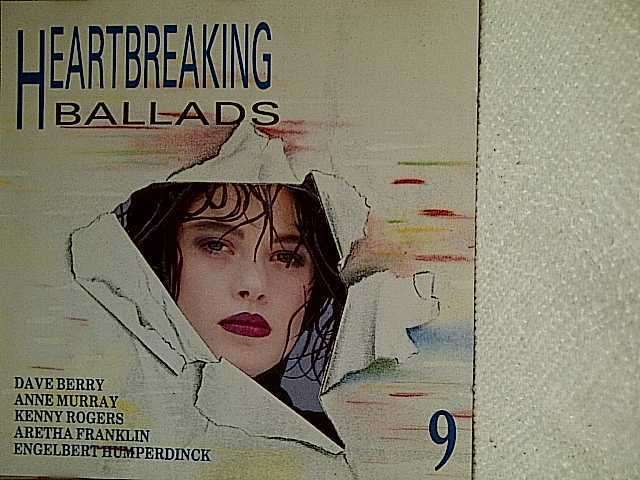 HEARTBREAKING
BALLADS
DAVE BERRY
ANNE MURRAY
KENNY ROGERS
ARETHA FRANKLIN
ENGELBERT HUMPERDINCK
9